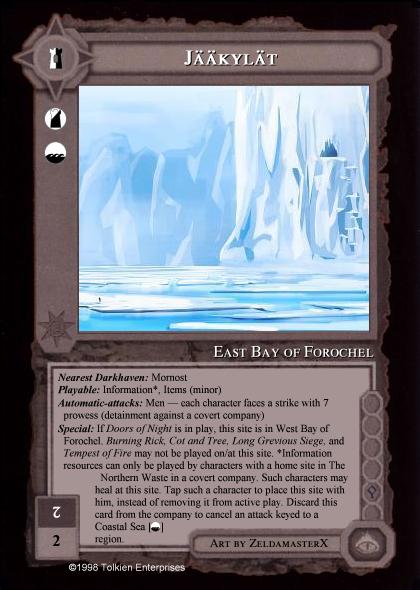 JÄÄKYLÄT
EAST BAY OF FOROCHEL
Nearest Darkhaven: Mornost
Playable: Information*, Items (minor)
Automatic-attacks: Men — each character faces a strike with 7
prowess (detainment against a covert company)
Special: If Doors of Night is in play, this site is in West Bay of
Forochel. Burning Rick, Cot and Tree, Long Grevious Siege, and
Tempest of Fire may not be played on/at this site. *Information
resources can only be played by characters with a home site in The
Northern Waste in a covert company. Such characters may
heal at this site. Tap such a character to place this site with
him, instead of removing it from active play. Discard this
card from the company to cancel an attack keyed to a
Coastal Sea [ ]
region.
2
2
ART BY ZELDAMASTERX
©1998 Tolkien Enterprises